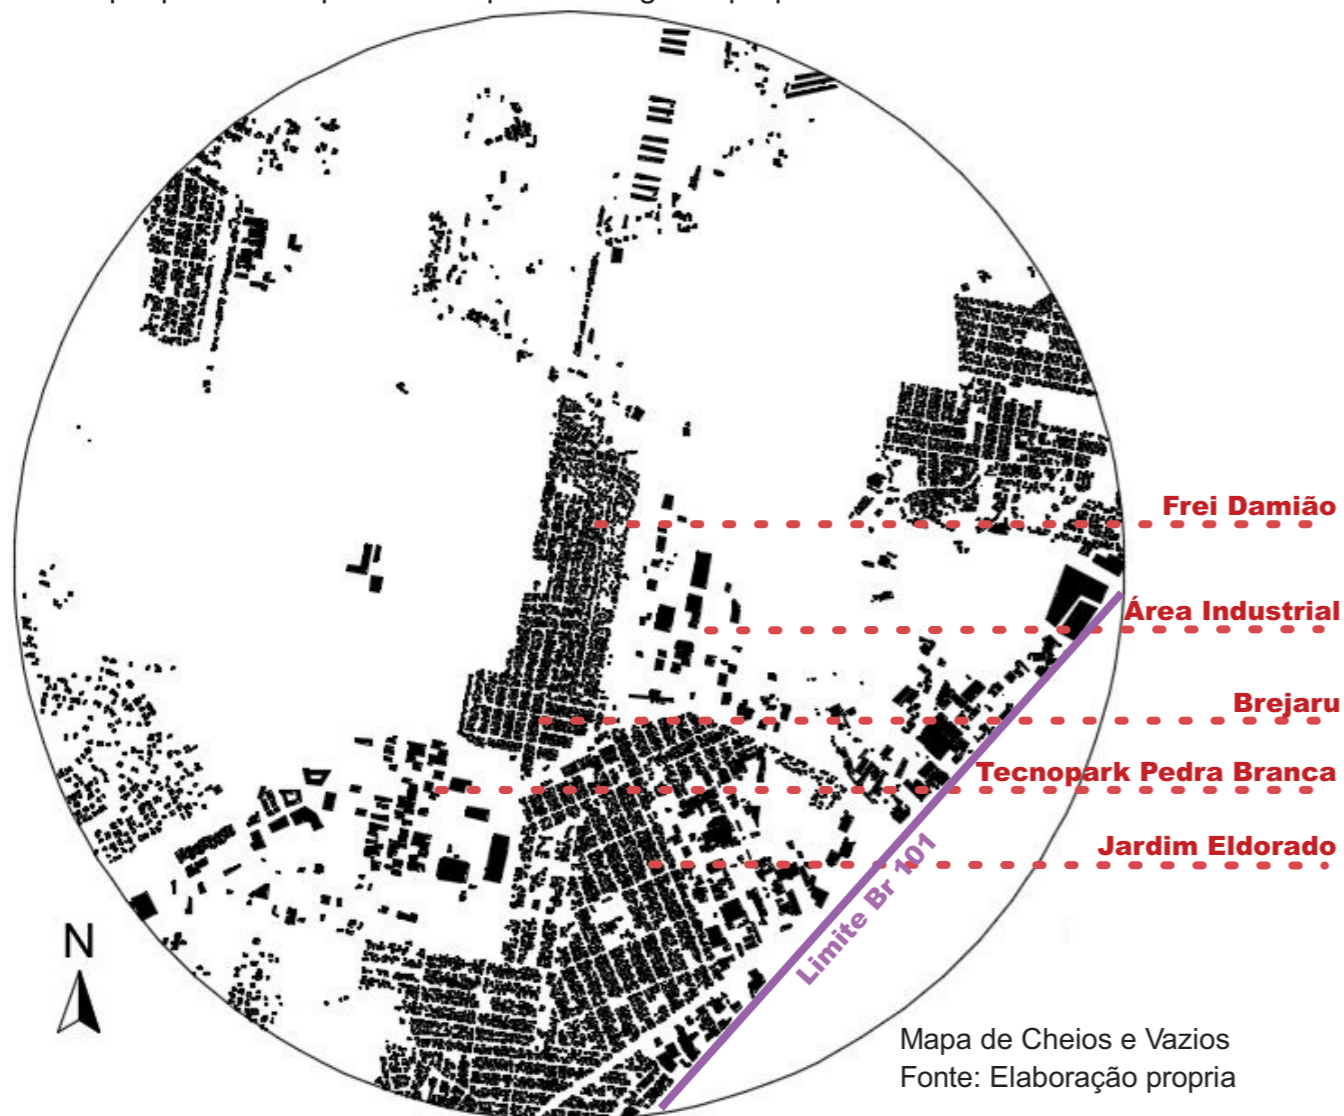 Frei Damião
Área Industrial
Brejaru
Tecnopark Pedra Branca
Jardim Eldorado
Limite Br 101
N
Mapa de Cheios e Vazios
Fonte: Elaboração propria